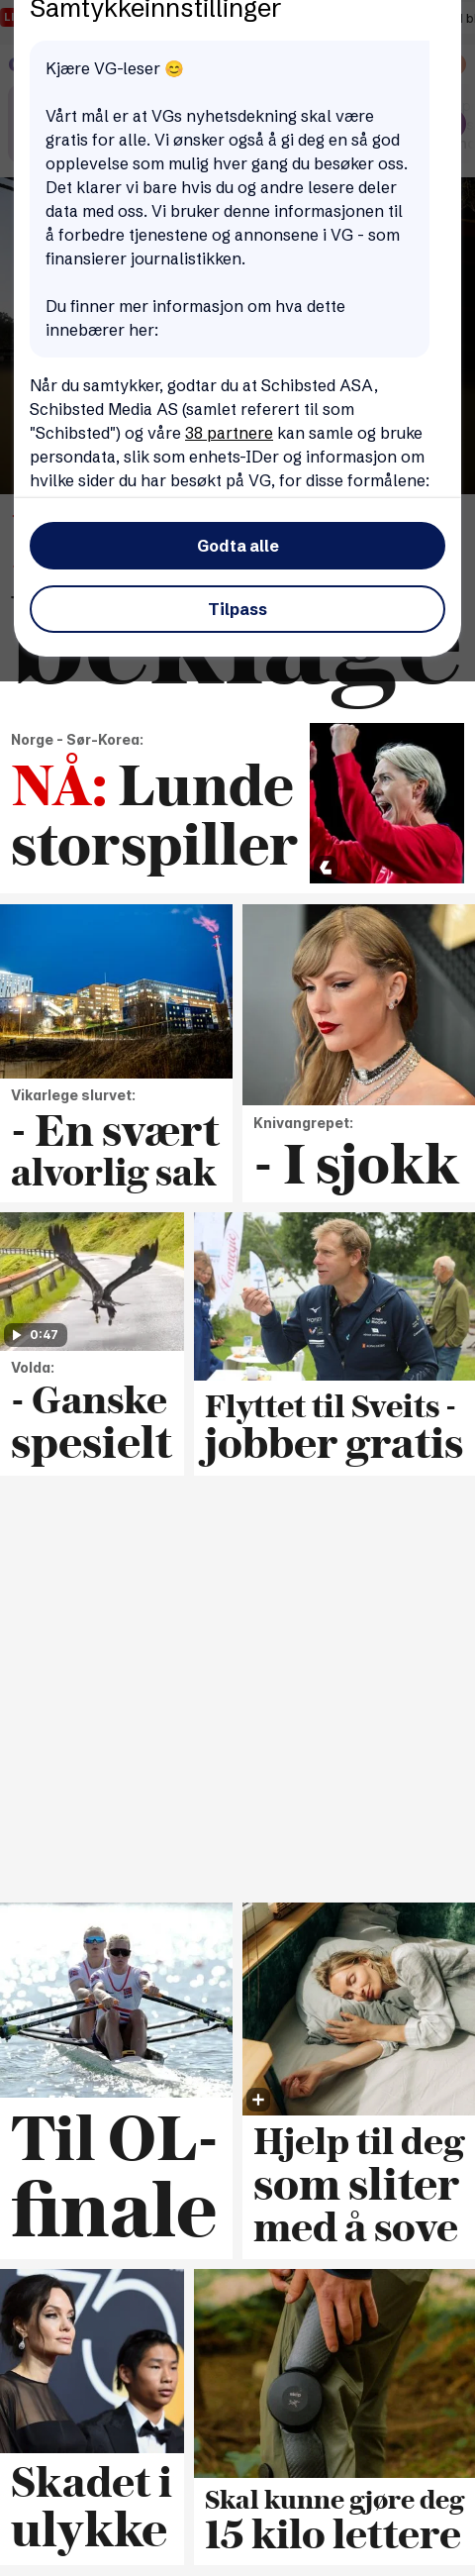 Samtykkeinnstillinger
Kjære VG-leser 😊
Vårt mål er at VGs nyhetsdekning skal være
gratis for alle. Vi ønsker også å gi deg en så god
opplevelse som mulig hver gang du besøker oss.
Det klarer vi bare hvis du og andre lesere deler
data med oss. Vi bruker denne informasjonen til
å forbedre tjenestene og annonsene i VG - som
finansierer journalistikken.
Du finner mer informasjon om hva dette
innebærer her:
Når du samtykker, godtar du at Schibsted ASA,
Schibsted Media AS (samlet referert til som
"Schibsted") og våre 38 partnere kan samle og bruke
persondata, slik som enhets-IDer og informasjon om
hvilke sider du har besøkt på VG, for disse formålene:
Godta alle
Tilpass
beklage
Norge - Sør-Korea:
NÅ: Lunde
storspiller
Vikarlege slurvet:
- En svært
alvorlig sak
Knivangrepet:
- I sjokk
0:47
Volda:
- Ganske
spesielt
Carnegie
Flyttet til Sveits -
jobber gratis
Til OL-
finale
Hjelp til deg
som sliter
med å sove
Skadet i
ulykke
Skal kunne gjøre deg
15 kilo lettere